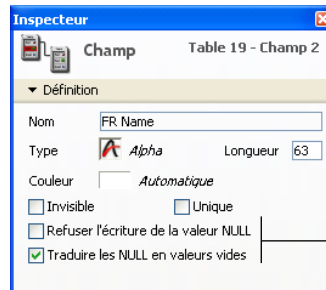 Inspecteur
Champ Table 19 - Champ 2
Définition
Nom FR Name
Type Alpha Longueur 63
Couleur Automatique
Invisible Unique
Refuser l'écriture de la valeur NULL
Traduire les NULL en valeurs vides